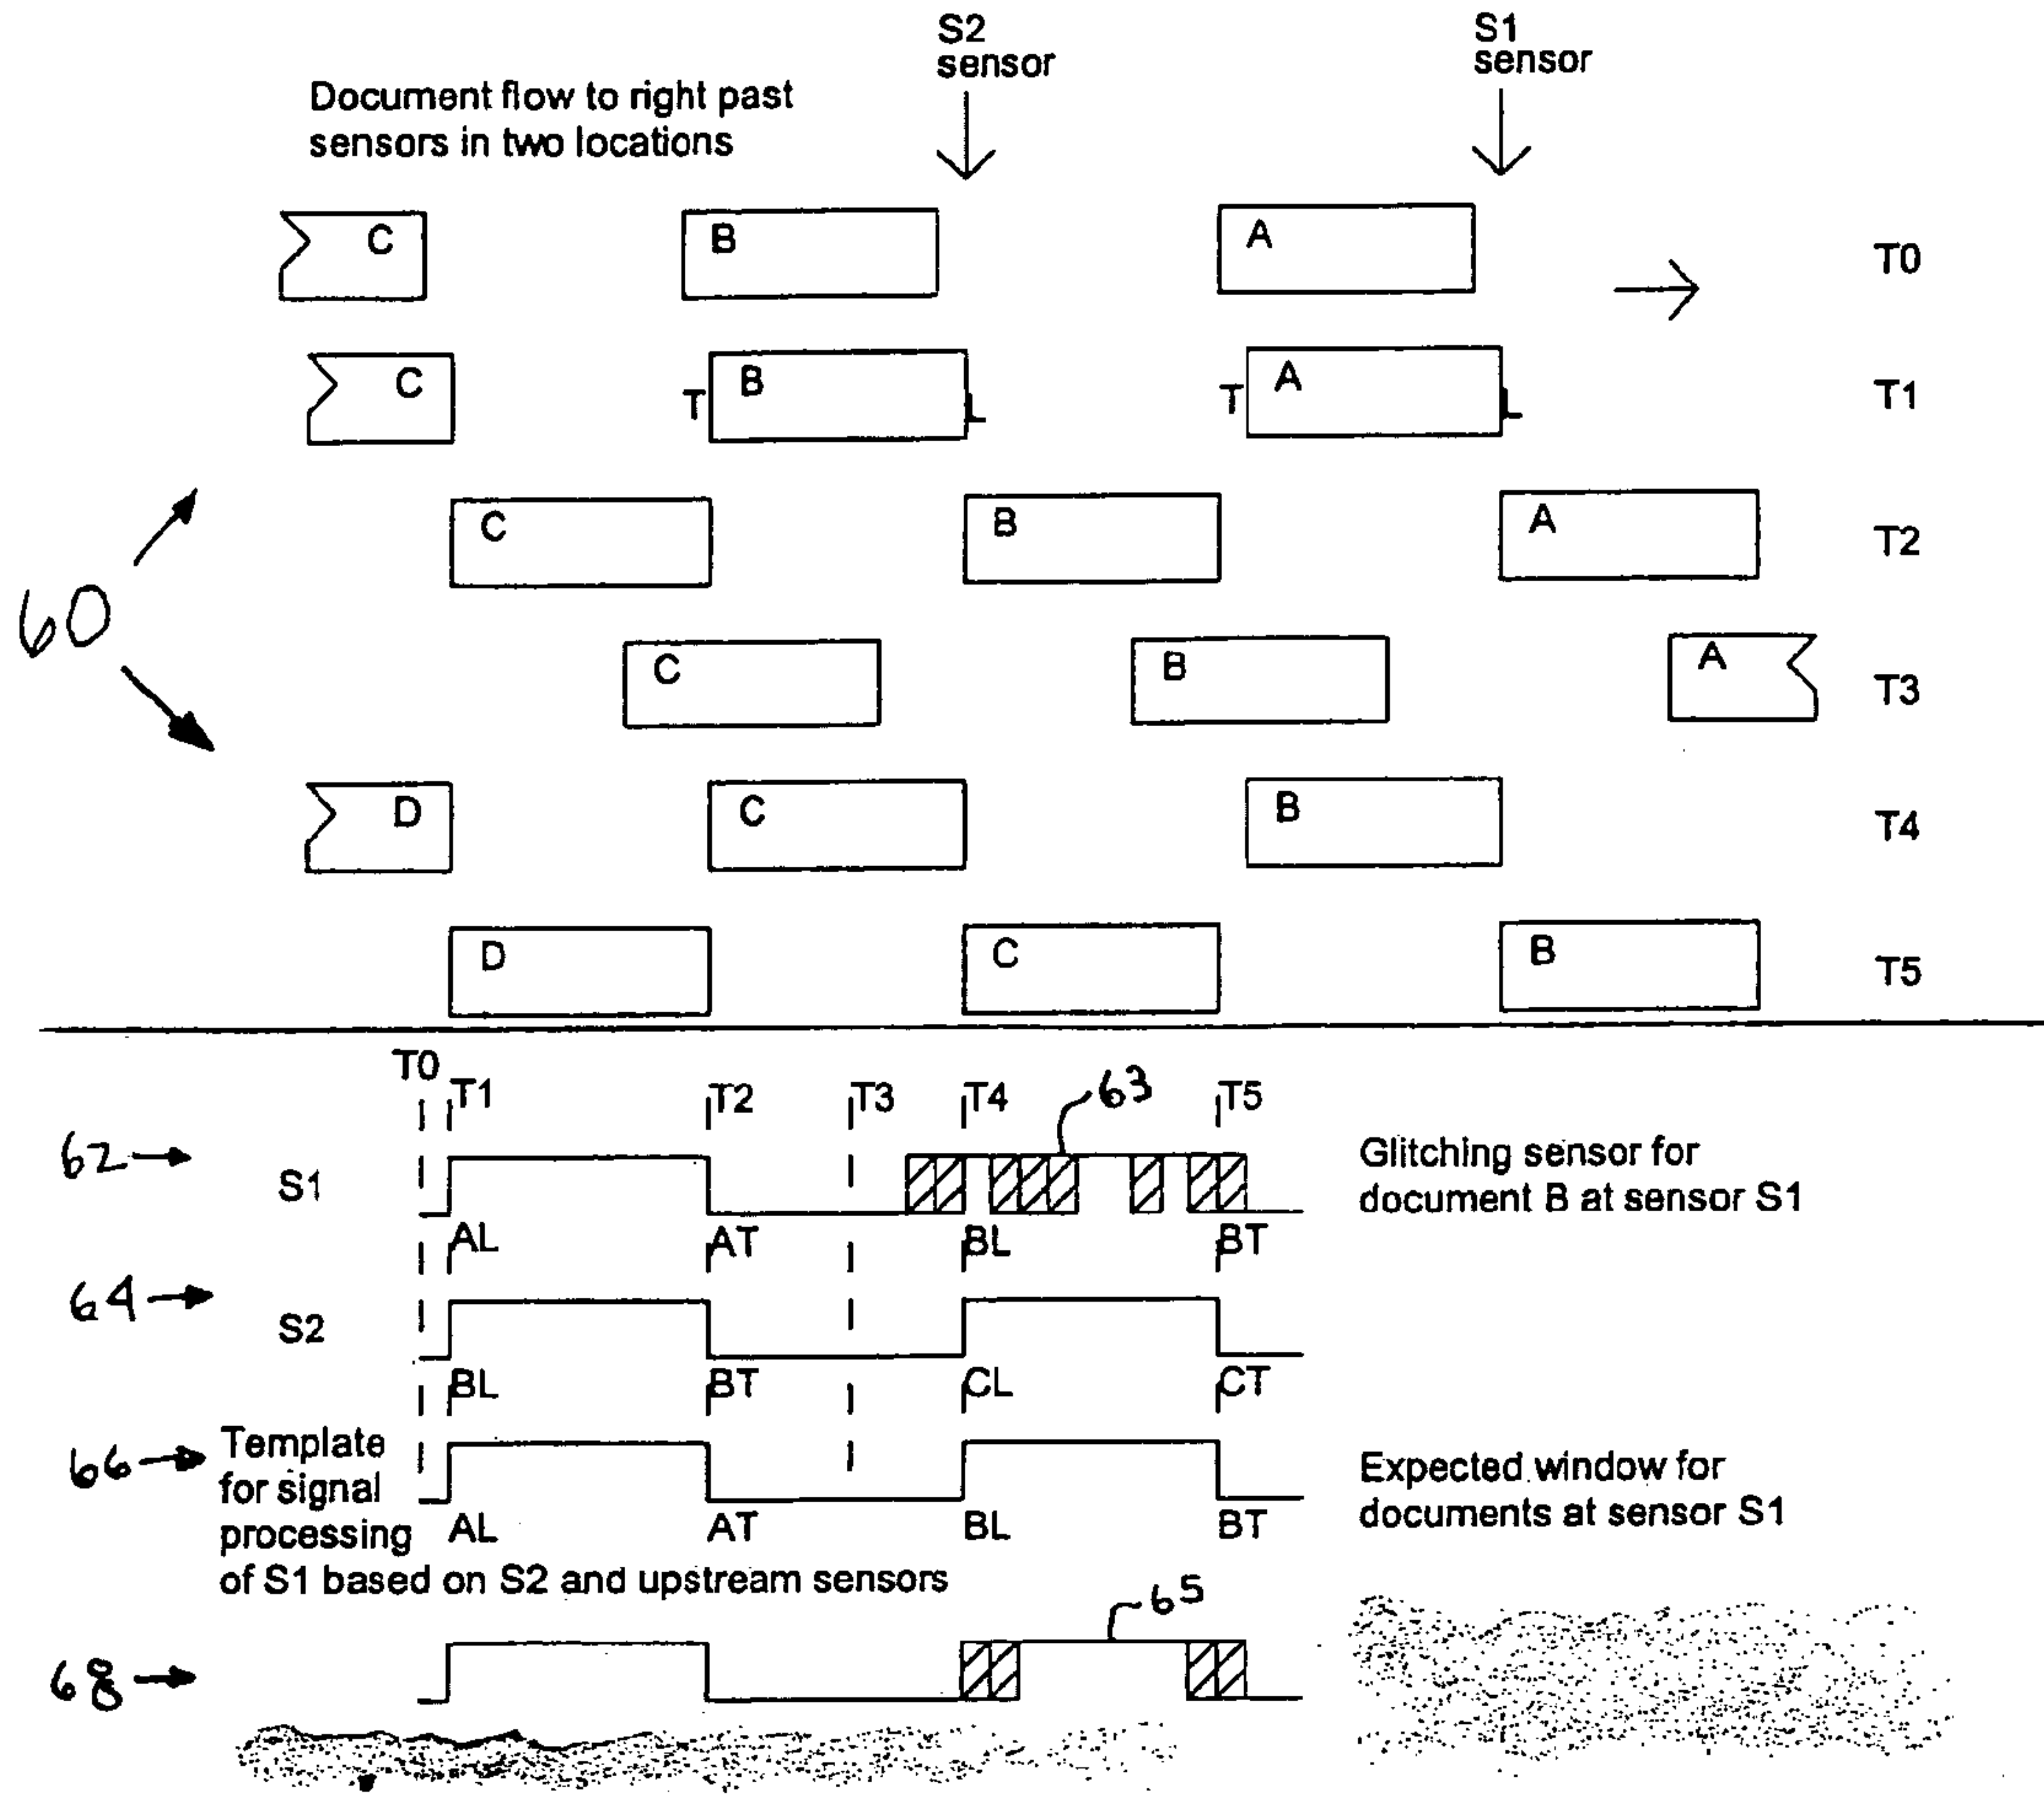 S2
sensor
S1
sensor
Document flow to right past
sensors in two locations
C
B
A
T0
C
T
B
L
T
A
L
T1
C
B
A
T2
60
C
B
A
T3
D
C
B
T4
D
C
B
T5
T0
T1
T2
T3
T4
63
T5
62
S1
Glitching sensor for
document B at sensor S1
AL
AT
BL
BT
64
S2
BL
BT
CL
CT
66
Template
for signal
processing
of S1 based on S2 and upstream sensors
AL
AT
BL
BT
Expected window for
documents at sensor S1
65
68